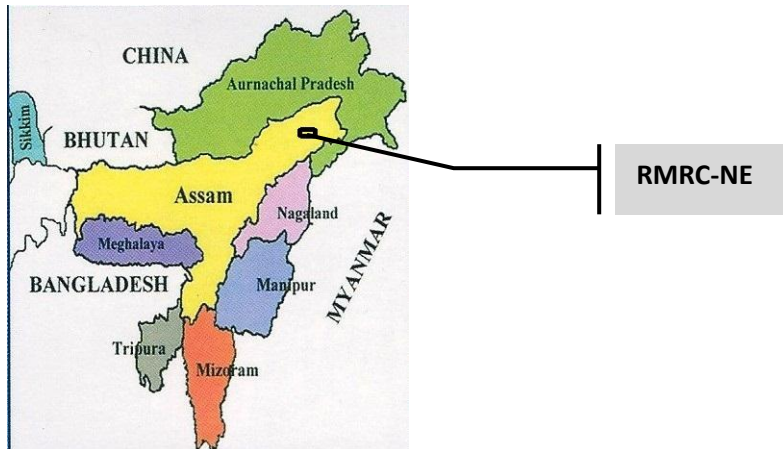 CHINA
Aurnachal Pradesh
Sikkim
BHUTAN
Assam
RMRC-NE
Nagaland
Meghalaya
MYANMAR
BANGLADESH
Manipur
Tripura
Mizoram